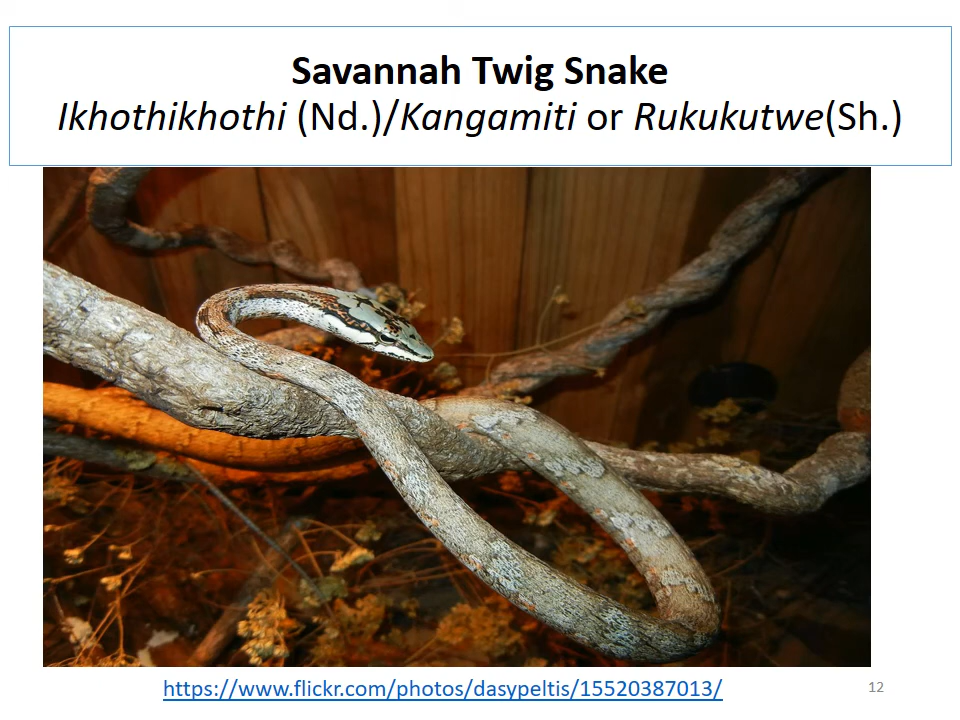 Savannah Twig Snake
Ikhothikhothi (Nd.)/Kangamiti or Rukukutwe(Sh.)
https://www.flickr.com/photos/dasypeltis/15520387013/
12